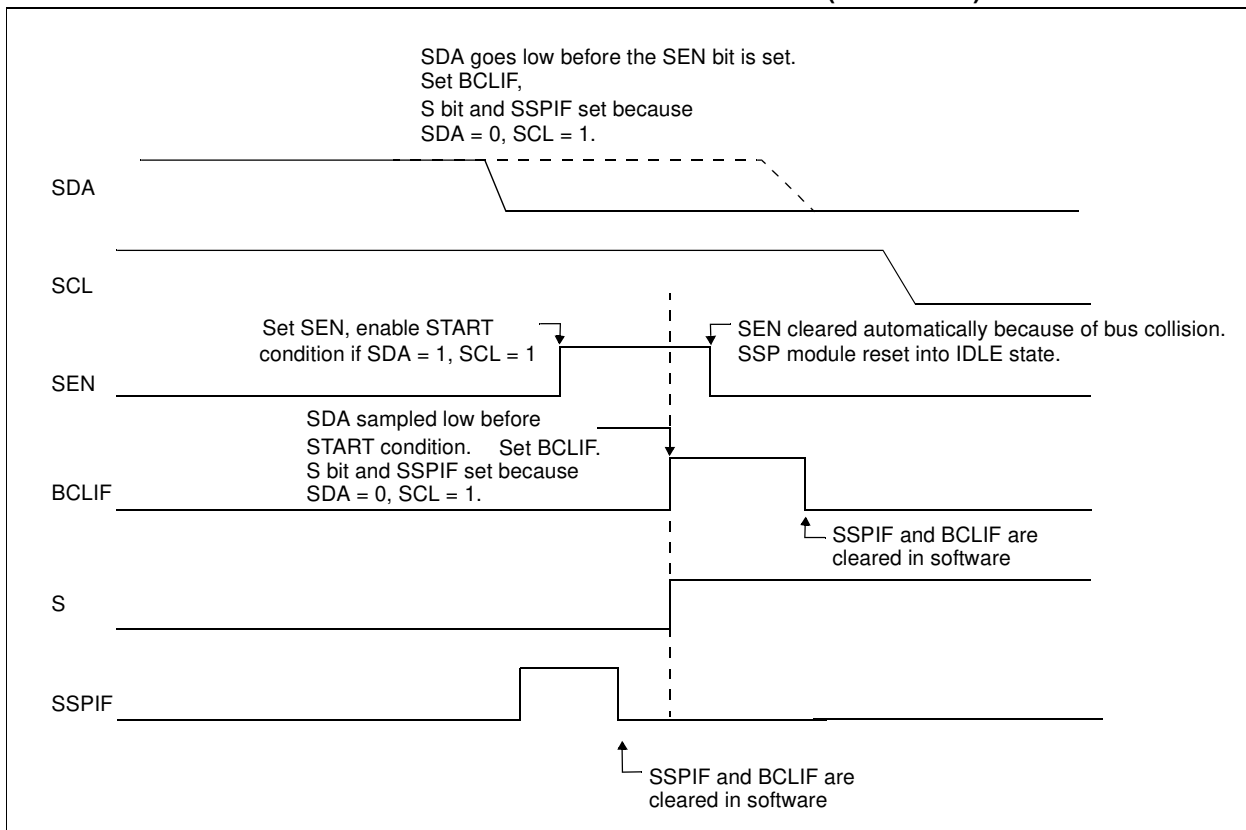 SDA goes low before the SEN bit is set.
Set BCLIF,
S bit and SSPIF set because
SDA = 0, SCL = 1.
SDA
SCL
Set SEN, enable START
condition if SDA = 1, SCL = 1
SEN cleared automatically because of bus collision.
SSP module reset into IDLE state.
SEN
SDA sampled low before
START condition. Set BCLIF.
S bit and SSPIF set because
SDA = 0, SCL = 1.
BCLIF
SSPIF and BCLIF are
cleared in software
S
SSPIF
SSPIF and BCLIF are
cleared in software